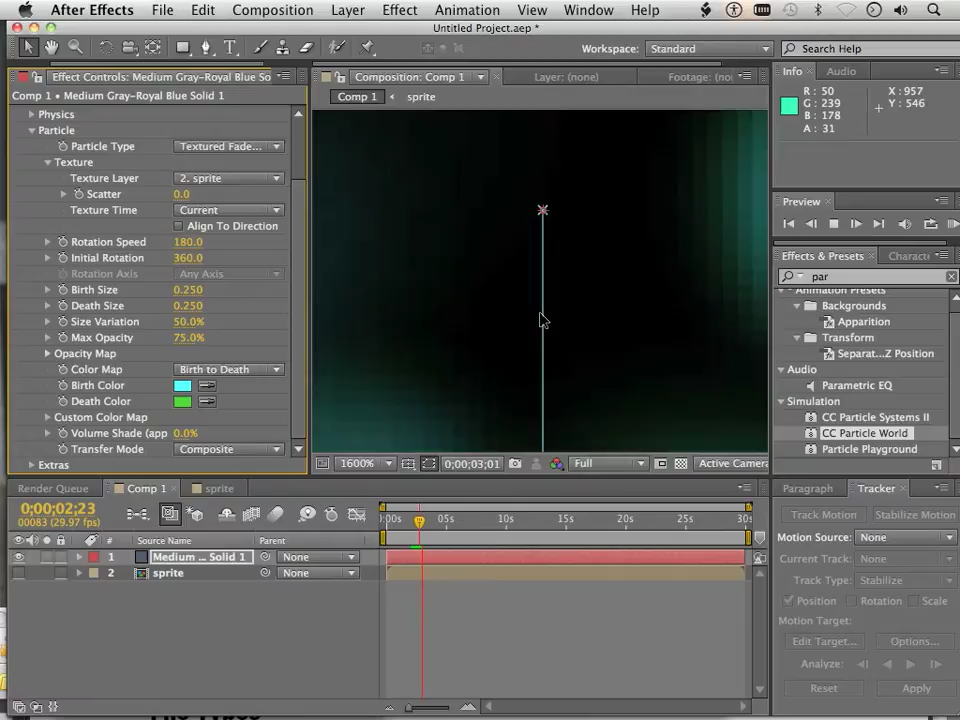 After Effects File Edit Composition Layer Effect Animation View Window Help
Untitled Project.aep *
Workspace: Standard Search Help
Effect Controls: Medium Gray-Royal Blue So
Comp 1 • Medium Gray-Royal Blue Solid 1
Physics
Particle
Particle Type Textured Fade...
Texture
Texture Layer 2. sprite
Scatter 0.0
Texture Time Current
Align To Direction
Rotation Speed 180.0
Initial Rotation 360.0
Rotation Axis Any Axis
Birth Size 0.250
Death Size 0.250
Size Variation 50.0%
Max Opacity 75.0%
Opacity Map
Color Map Birth to Death
Birth Color
Death Color
Custom Color Map
Volume Shade (app 0.0%
Transfer Mode Composite
Extras
Composition: Comp 1 Layer: (none) Footage: (no
Comp 1 sprite
1600% 0;00;03;01 Full Active Camera
Info Audio
R: 50 X: 957
G: 239 Y: 546
B: 178
A: 31
Preview
Effects & Presets Characte
par
Animation Presets
Backgrounds
Apparition
Transform
Separat...Z Position
Audio
Parametric EQ
Simulation
CC Particle Systems II
CC Particle World
Particle Playground
Render Queue Comp 1 sprite
0;00;02;23
00083 (29.97 fps)
:00s 05s 10s 15s 20s 25s 30s
# Source Name Parent
1 Medium ... Solid 1 None
2 sprite None
Paragraph Tracker
Track Motion Stabilize Motion
Motion Source: None
Current Track: None
Track Type: Stabilize
Position Rotation Scale
Motion Target:
Edit Target... Options...
Analyze:
Reset Apply